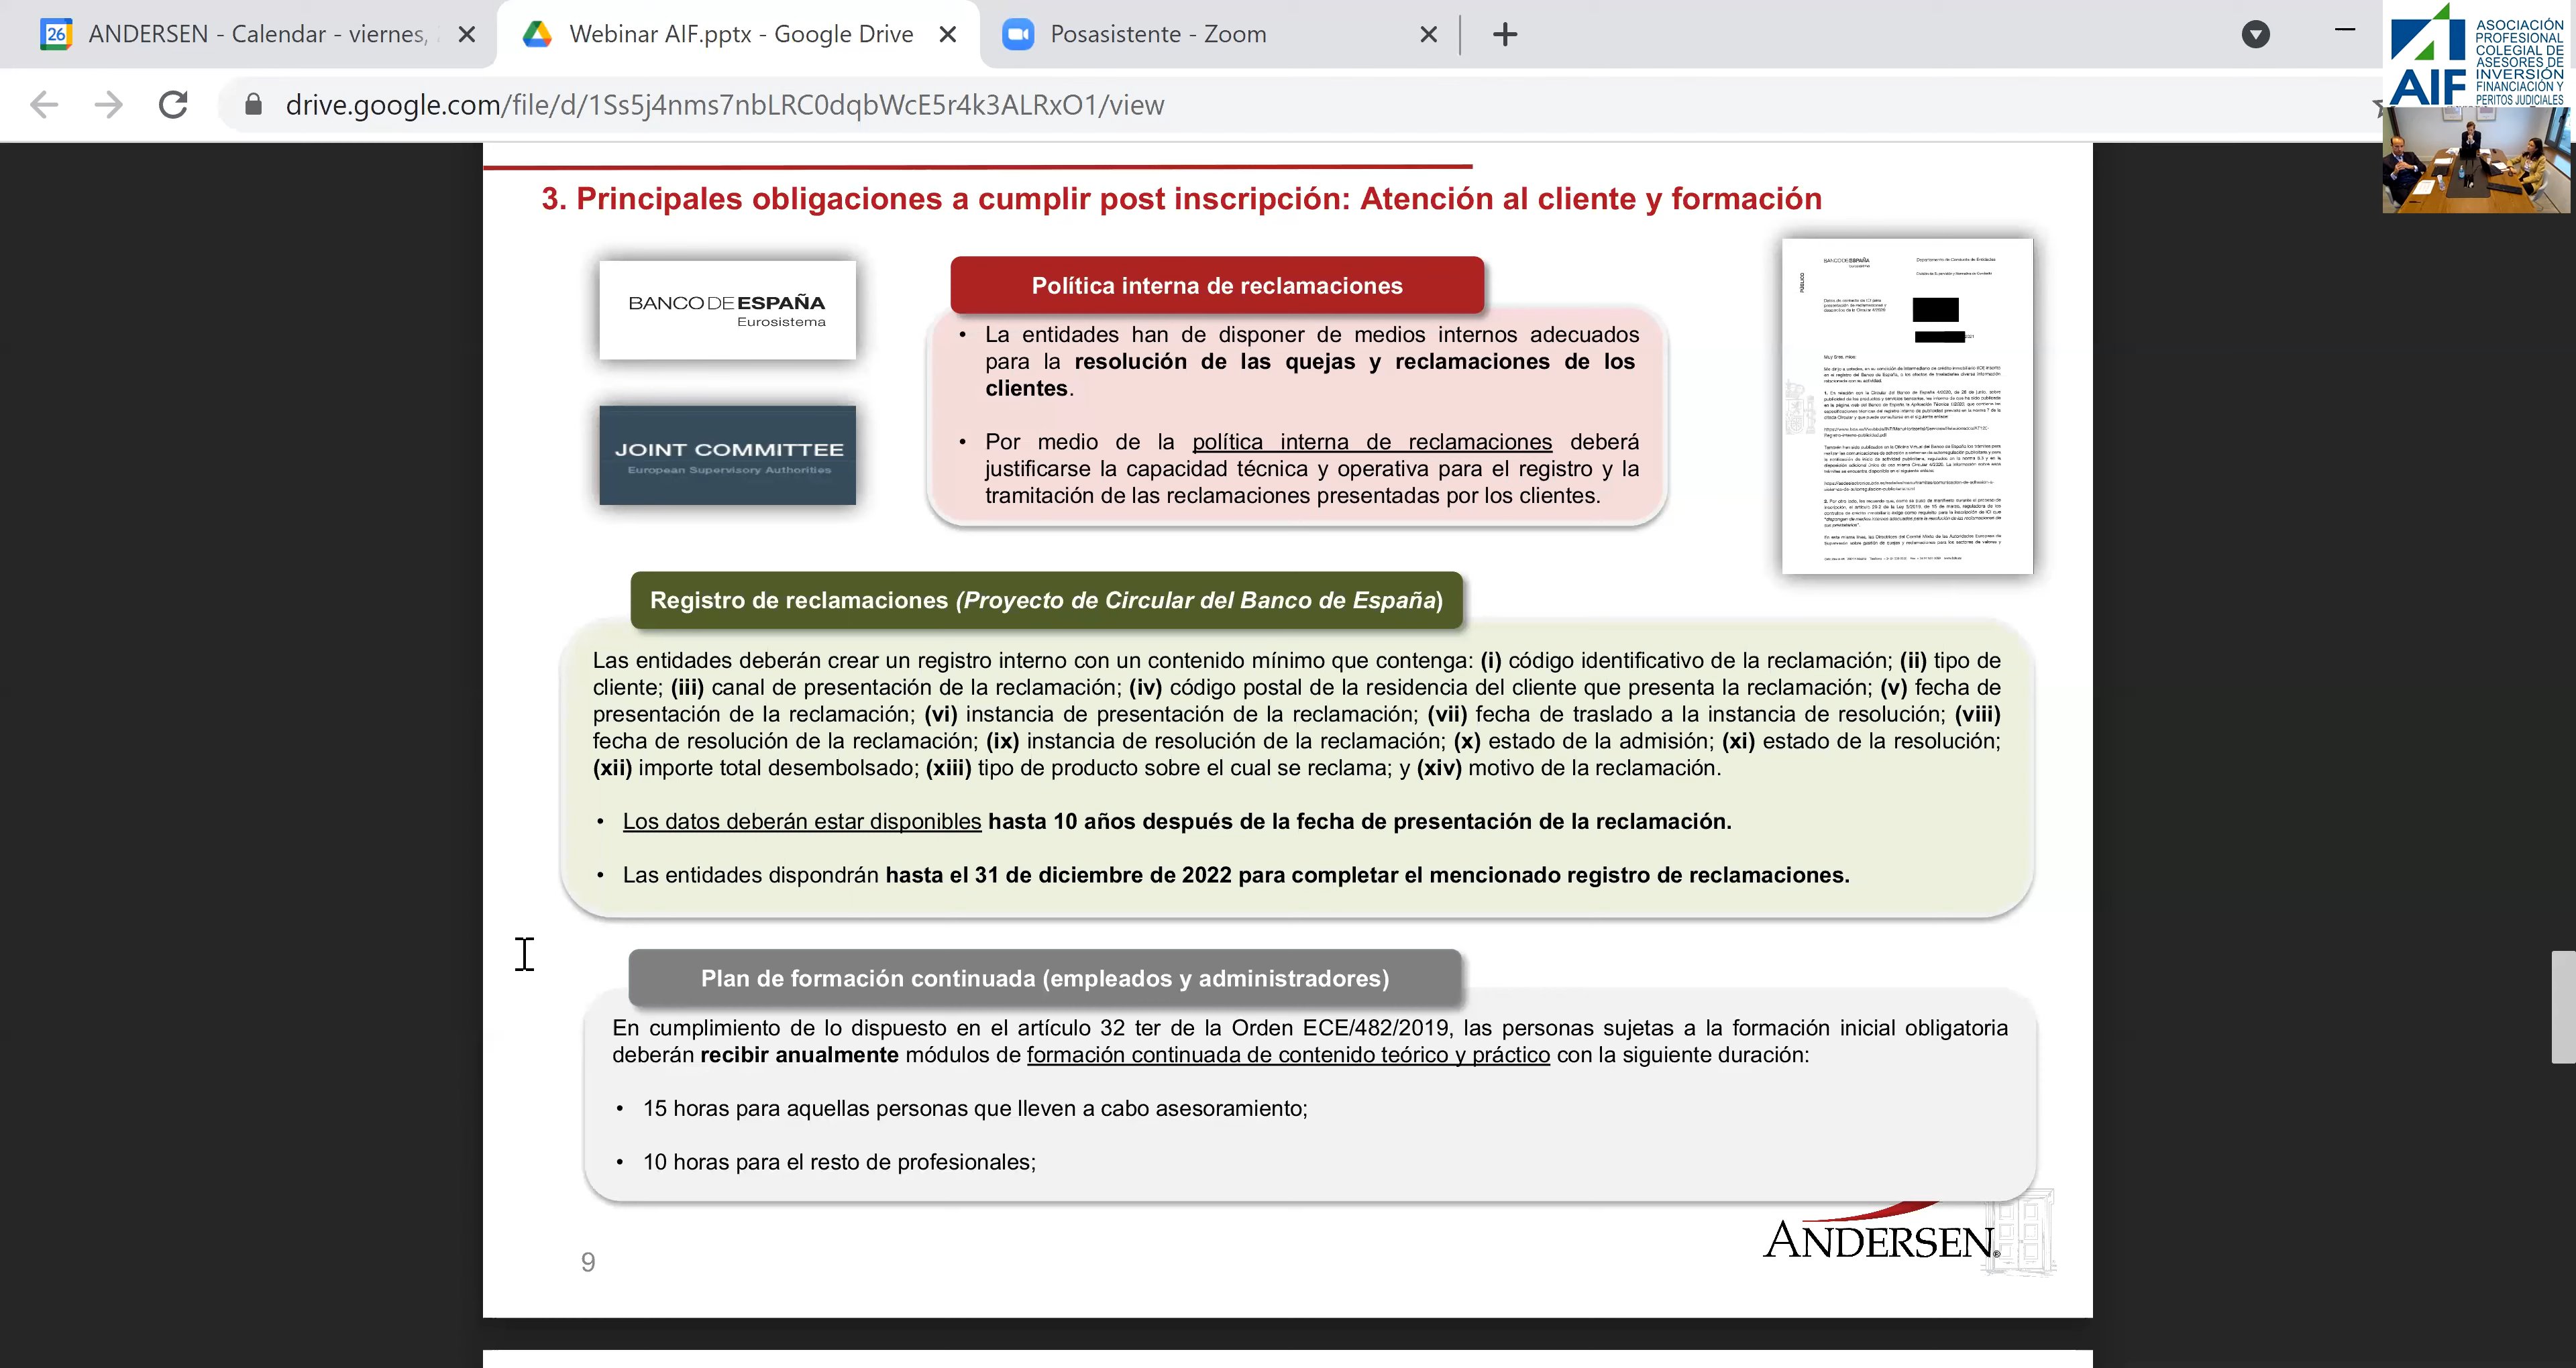 26
ANDERSEN - Calendar - viernes,
Webinar AIF.pptx - Google Drive
Posasistente - Zoom
AIF
ASOCIACIÓN
PROFESIONAL
COLEGIAL DE
ASESORES DE
INVERSIÓN
FINANCIACIÓN Y
PERITOS JUDICIALES
drive.google.com/file/d/1Ss5j4nms7nbLRC0dqbWcE5r4k3ALRxO1/view
3. Principales obligaciones a cumplir post inscripción: Atención al cliente y formación
BANCODEESPAÑA
Eurosistema
JOINT COMMITTEE
European Supervisory Authorities
Política interna de reclamaciones
• La entidades han de disponer de medios internos adecuados
para la resolución de las quejas y reclamaciones de los
clientes.
• Por medio de la política interna de reclamaciones deberá
justificarse la capacidad técnica y operativa para el registro y la
tramitación de las reclamaciones presentadas por los clientes.
BANCODEESPAÑA
Muy Sres. míos:
Registro de reclamaciones (Proyecto de Circular del Banco de España)
Las entidades deberán crear un registro interno con un contenido mínimo que contenga: (i) código identificativo de la reclamación; (ii) tipo de
cliente; (iii) canal de presentación de la reclamación; (iv) código postal de la residencia del cliente que presenta la reclamación; (v) fecha de
presentación de la reclamación; (vi) instancia de presentación de la reclamación; (vii) fecha de traslado a la instancia de resolución; (viii)
fecha de resolución de la reclamación; (ix) instancia de resolución de la reclamación; (x) estado de la admisión; (xi) estado de la resolución;
(xii) importe total desembolsado; (xiii) tipo de producto sobre el cual se reclama; y (xiv) motivo de la reclamación.
• Los datos deberán estar disponibles hasta 10 años después de la fecha de presentación de la reclamación.
• Las entidades dispondrán hasta el 31 de diciembre de 2022 para completar el mencionado registro de reclamaciones.
Plan de formación continuada (empleados y administradores)
En cumplimiento de lo dispuesto en el artículo 32 ter de la Orden ECE/482/2019, las personas sujetas a la formación inicial obligatoria
deberán recibir anualmente módulos de formación continuada de contenido teórico y práctico con la siguiente duración:
• 15 horas para aquellas personas que lleven a cabo asesoramiento;
• 10 horas para el resto de profesionales;
ANDERSEN®
9